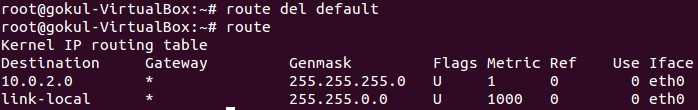 root@gokul-VirtualBox:~# route del default
root@gokul-VirtualBox:~# route
Kernel IP routing table
Destination     Gateway         Genmask         Flags Metric Ref    Use Iface
10.0.2.0        *               255.255.255.0   U     1      0        0 eth0
link-local      *               255.255.0.0     U     1000   0        0 eth0